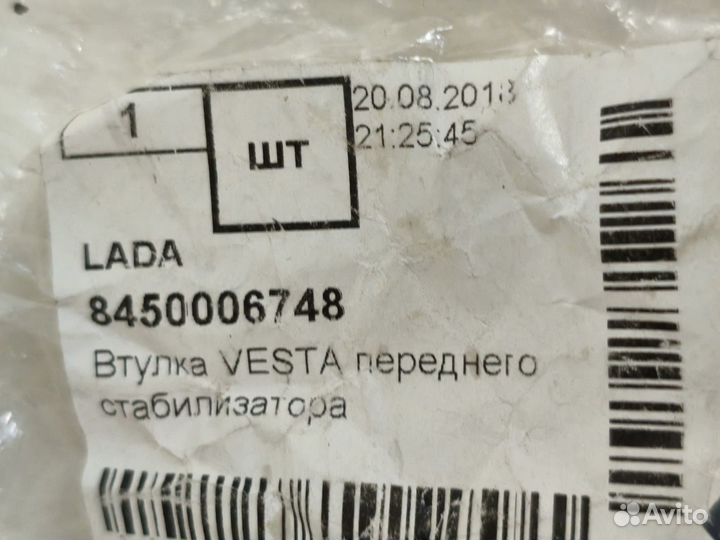 1
шт
20.08.2018
21:25:45
LADA
8450006748
Втулка VESTA переднего
стабилизатора
Avito